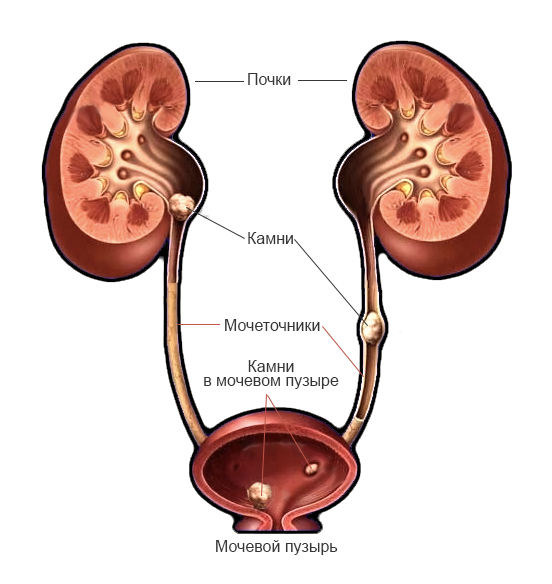 Почки
Камни
Мочеточники
Камни
в мочевом пузыре
Мочевой пузырь